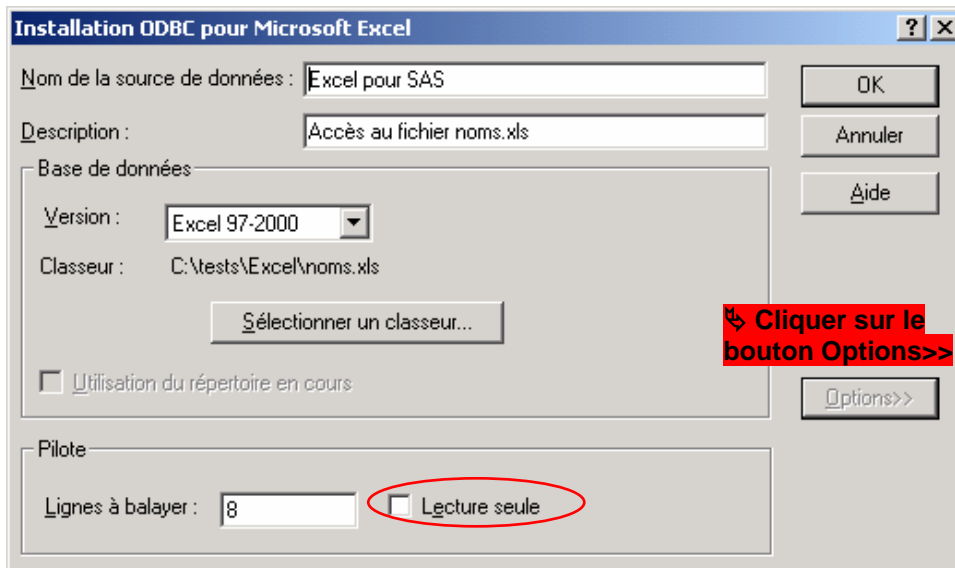 Installation ODBC pour Microsoft Excel
Nom de la source de données : Excel pour SAS
OK
Description : Accès au fichier noms.xls
Annuler
Base de données
Aide
Version : Excel 97-2000
Classeur : C:\tests\Excel\noms.xls
Sélectionner un classeur...
Cliquer sur le
bouton Options>>
Utilisation du répertoire en cours
Options>>
Pilote
Lignes à balayer : 8
Lecture seule